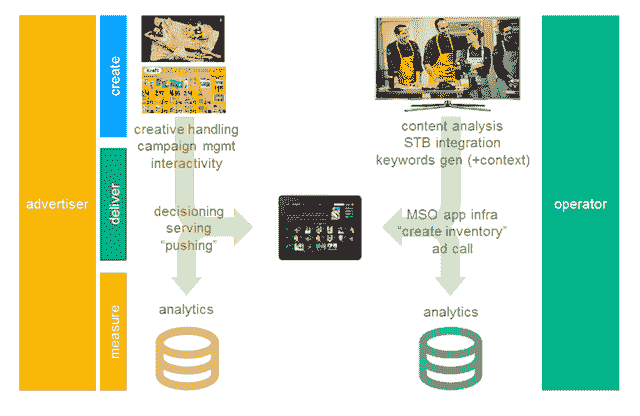 advertiser
create
deliver
measure
creative handling
campaign mgmt
interactivity
decisioning
serving
"pushing"
analytics
content analysis
STB integration
keywords gen (+context)
MSO app infra
"create inventory"
ad call
analytics
operator